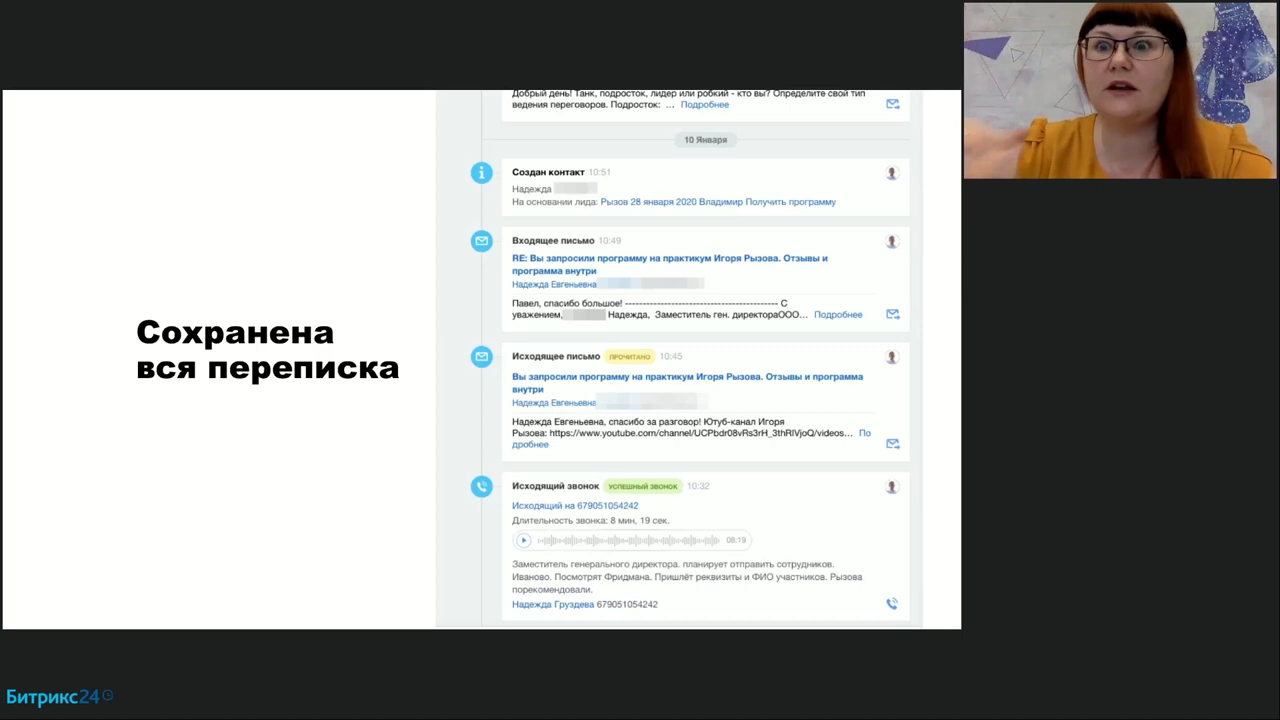 Сохранена
вся переписка
Добрый день! Танк, подросток, лидер или робкий - кто вы? Определите свой тип
ведения переговоров. Подросток: ... Подробнее
10 Января
Создан контакт 10:51
Надежда
На основании лида: Рызов 28 января 2020 Владимир Получить программу
Входящее письмо 10:49
RE: Вы запросили программу на практикум Игоря Рызова. Отзывы и
программа внутри
Надежда Евгеньевна
Павел, спасибо большое! ------------------------------------------- С
уважением, Надежда, Заместитель ген. директораООО... Подробнее
Исходящее письмо ПРОЧИТАНО 10:45
Вы запросили программу на практикум Игоря Рызова. Отзывы и программа
внутри
Надежда Евгеньевна
Надежда Евгеньевна, спасибо за разговор! Ютуб-канал Игоря
Рызова: https://www.youtube.com/channel/UCPbdr08vRs3rH_3thRlVjoQ/videos... По
дробнее
Исходящий звонок УСПЕШНЫЙ ЗВОНОК 10:32
Исходящий на 679051054242
Длительность звонка: 8 мин, 19 сек.
08:19
Заместитель генерального директора. планирует отправить сотрудников.
Иваново. Посмотрят Фридмана. Пришлёт реквизиты и ФИО участников. Рызова
порекомендовали.
Надежда Груздева 679051054242
Битрикс24